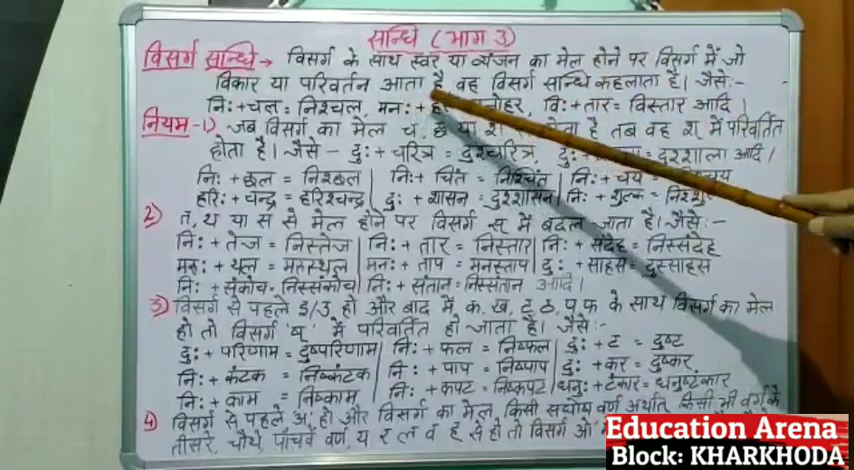 सन्धि (भाग 3)
विसर्ग सन्धि → विसर्ग के साथ स्वर या व्यंजन का मेल होने पर विसर्ग में जो
विकार या परिवर्तन आता है, वह विसर्ग सन्धि कहलाता है। जैसे:-
नि: + चल = निश्चल, मन: + हर मनोहर, वि: + तार = विस्तार आदि।
नियम - 1) जब विसर्ग का मेल च, छ या श से होता है तब वह श् में परिवर्तित
होता है। जैसे - दु: + चरित्र = दुश्चरित्र, दु: + = दुश्शाला आदि।
नि: + छल = निश्छल | नि: + चिंत = निश्चिंत | नि: + चय =
हरि: + चन्द्र = हरिश्चन्द्र | दु: + शासन = दुश्शासन | नि: + शुल्क =
2) त, थ या स से मेल होने पर विसर्ग स् में बदल जाता है। जैसे: -
नि: + तेज = निस्तेज | नि: + तार = निस्तार | नि: + संदेह = निस्संदेह
मरु: + थल = मरुस्थल | मन: + ताप = मनस्ताप | दु: + साहस = दुस्साहस
नि: + संकोच = निस्संकोच | नि: + संतान = निस्संतान आदि।
3) विसर्ग से पहले इ/उ हो और बाद में क, ख, ट, ठ, प, फ के साथ विसर्ग का मेल
हो तो विसर्ग 'ष्' में परिवर्तित हो जाता है। जैसे: -
दु: + परिणाम = दुष्परिणाम | नि: + फल = निष्फल | दु: + ट = दुष्ट
नि: + कंटक = निष्कंटक | नि: + पाप = निष्पाप | दु: + कर = दुष्कर
नि: + काम = निष्काम | नि: + कपट = निष्कपट | धनु: + टंकार = धनुष्टंकार
4) विसर्ग से पहले 'अ' हो और विसर्ग का मेल किसी सघोष वर्ण अर्थात् किसी भी वर्ग के
तीसरे, चौथे, पाँचवें वर्ण, य र ल व ह से हो तो विसर्ग ओ
Education Arena
Block: KHARKHODA